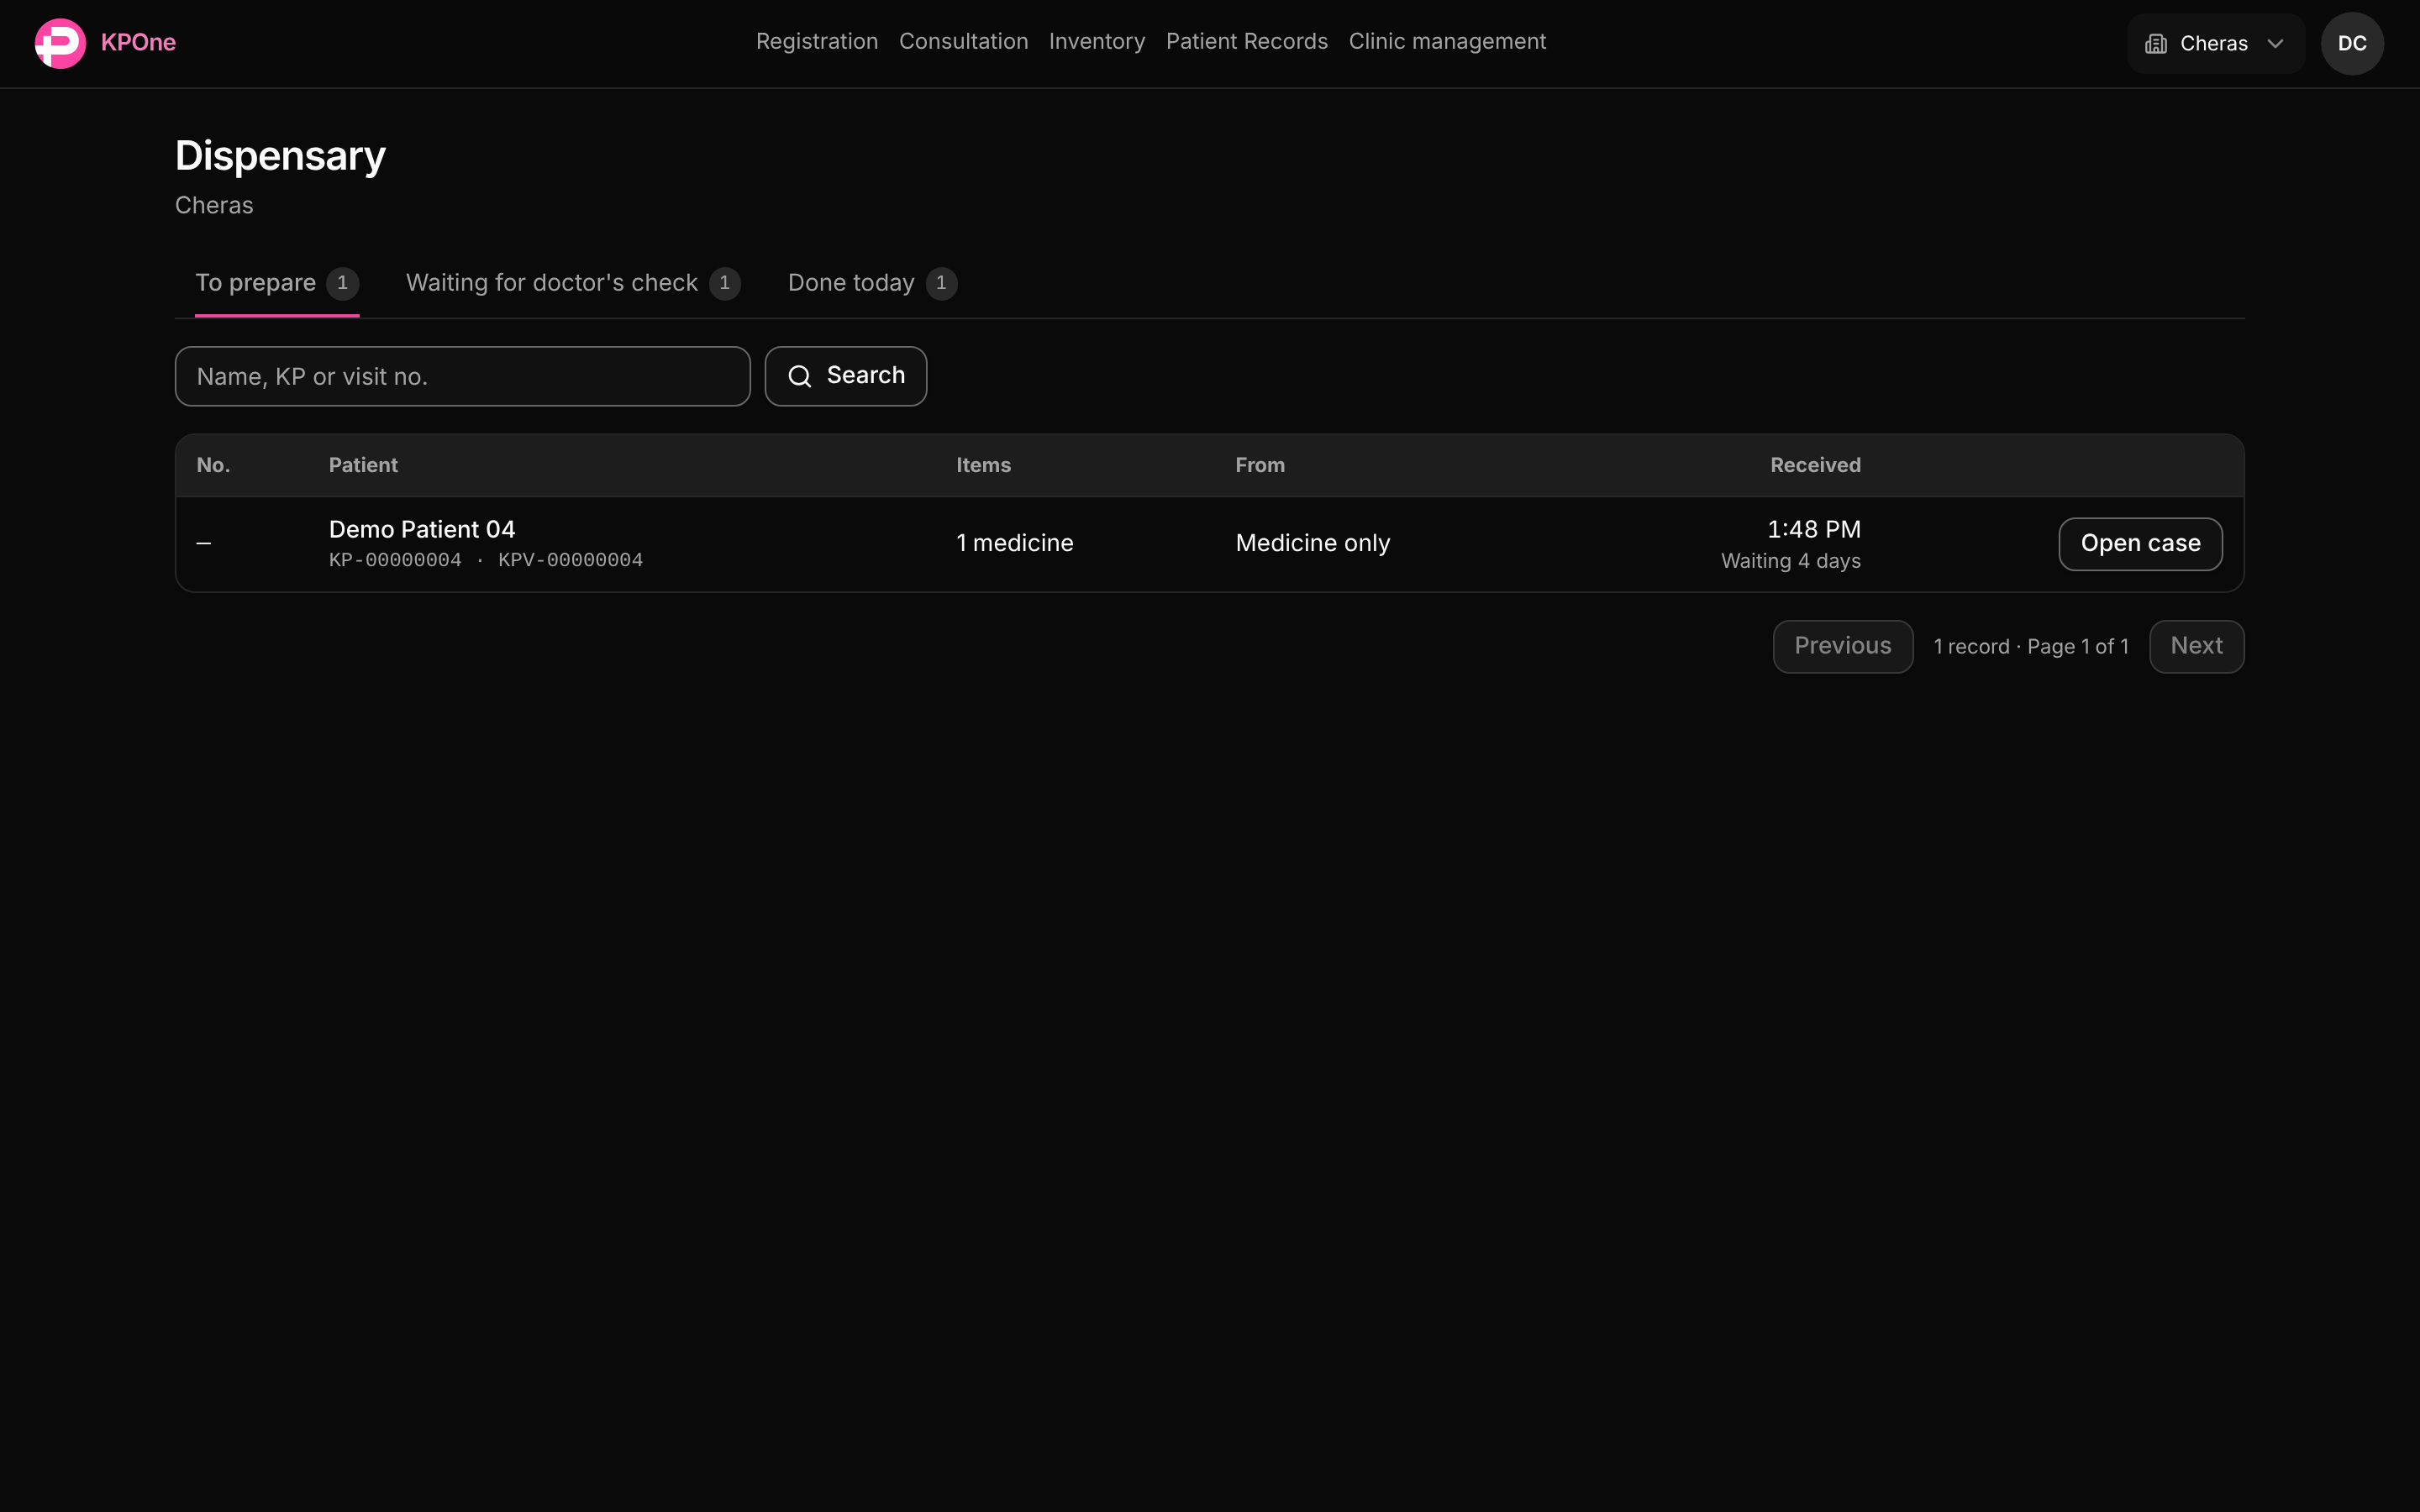 KPOne
Registration Consultation Inventory Patient Records Clinic management
Cheras
DC
Dispensary
Cheras
To prepare 1 Waiting for doctor's check 1 Done today 1
Name, KP or visit no.
Search
No. Patient Items From Received
– Demo Patient 04 1 medicine Medicine only 1:48 PM Open case
KP-00000004 · KPV-00000004 Waiting 4 days
Previous 1 record · Page 1 of 1 Next